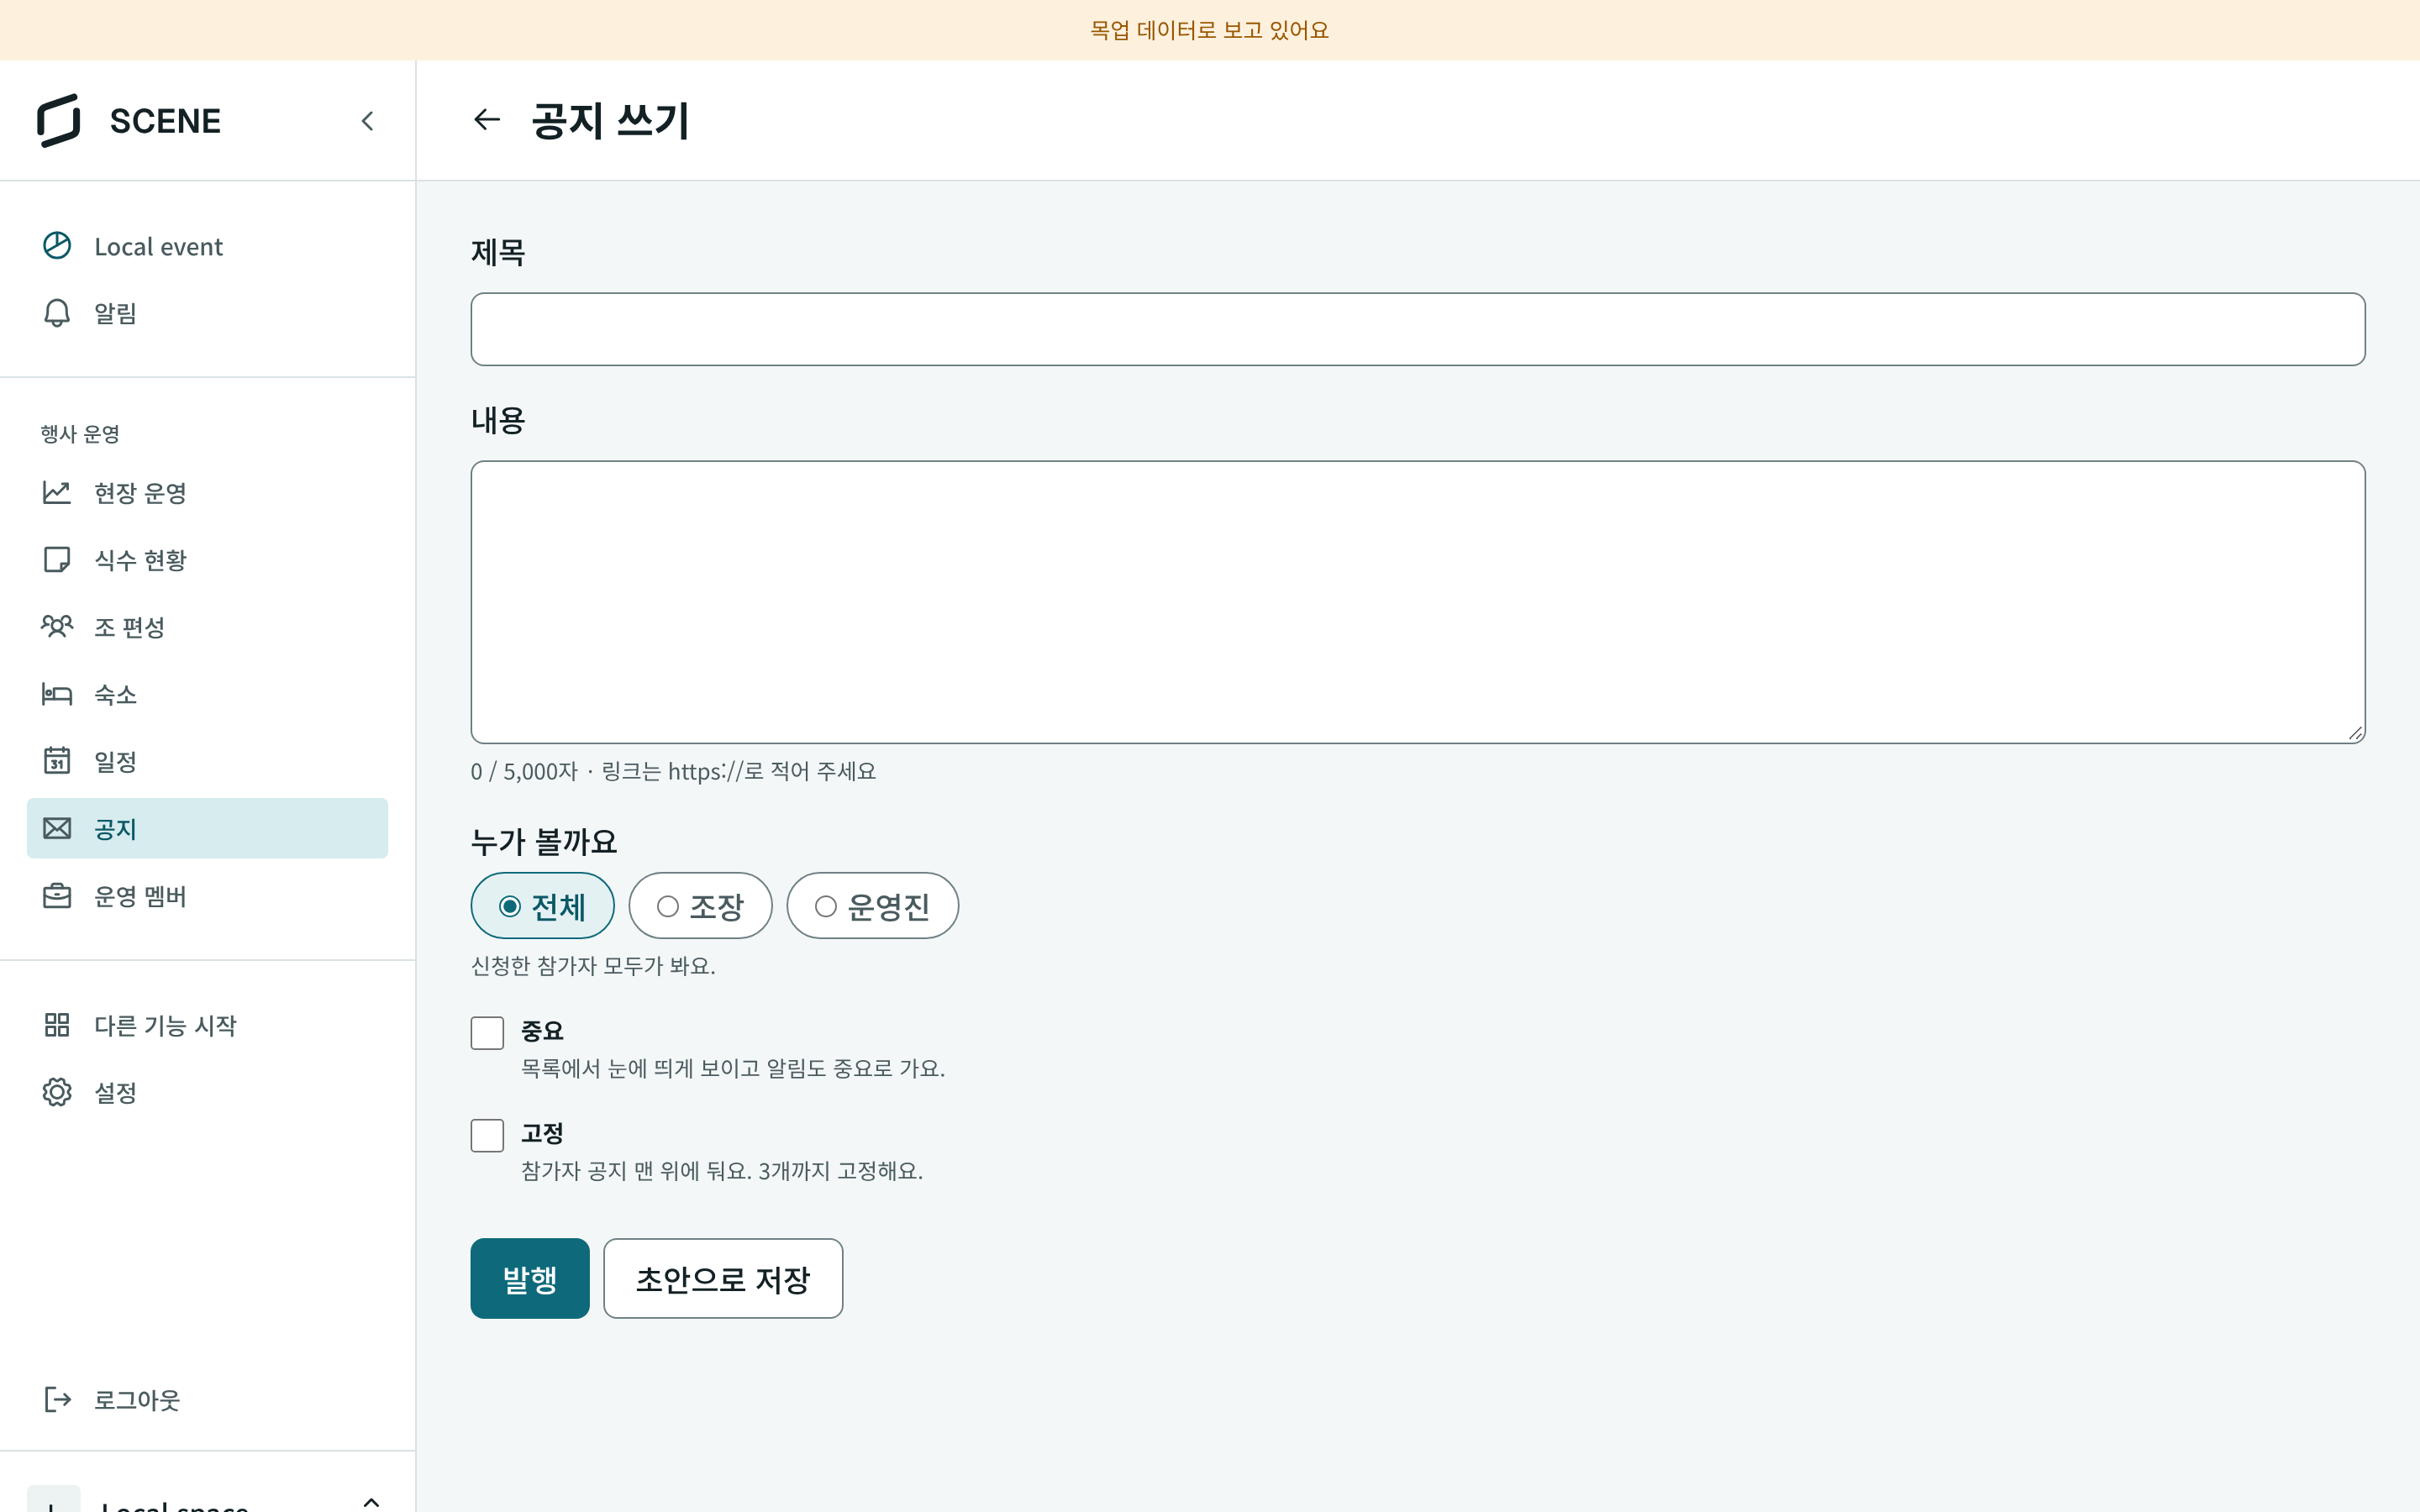 목업 데이터로 보고 있어요
SCENE
공지 쓰기
Local event
알림
행사 운영
현장 운영
식수 현황
조 편성
숙소
31
일정
공지
운영 멤버
다른 기능 시작
설정
로그아웃
Local space
제목
내용
0 / 5,000자 · 링크는 https://로 적어 주세요
누가 볼까요
전체
조장
운영진
신청한 참가자 모두가 봐요.
중요
목록에서 눈에 띄게 보이고 알림도 중요로 가요.
고정
참가자 공지 맨 위에 둬요. 3개까지 고정해요.
발행
초안으로 저장